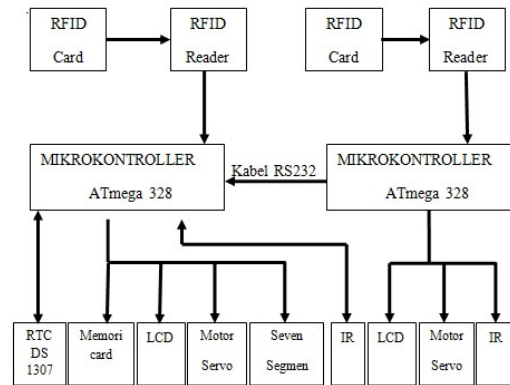 RFID
Card
RFID
Reader
RFID
Card
RFID
Reader
MIKROKONTROLLER
ATmega 328
Kabel RS232
MIKROKONTROLLER
ATmega 328
RTC
DS
1307
Memori
card
LCD
Motor
Servo
Seven
Segmen
IR
LCD
Motor
Servo
IR